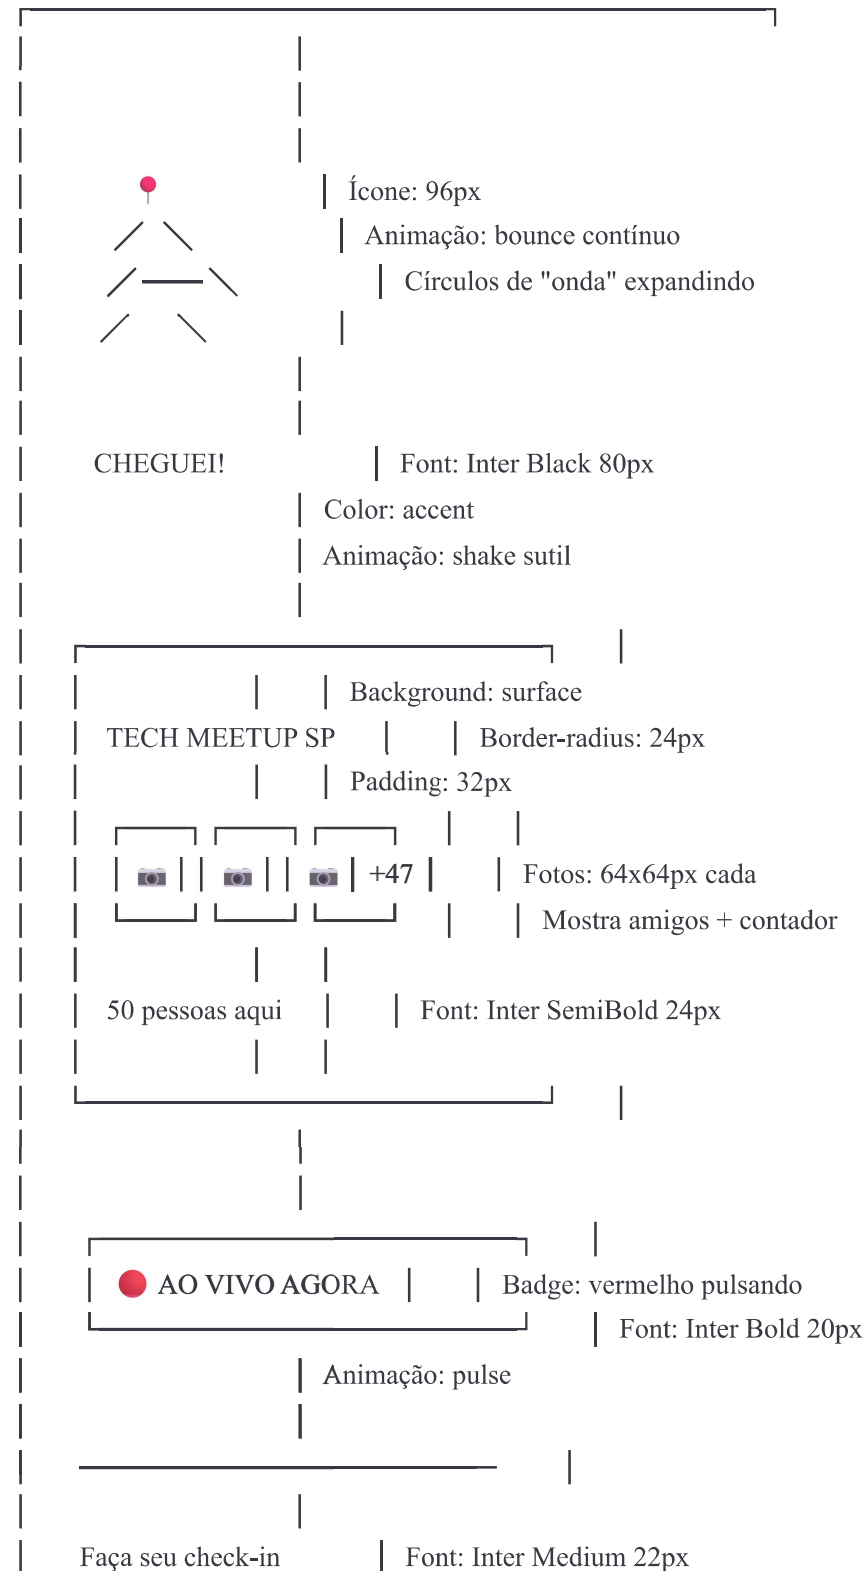 Ícone: 96px
Animação: bounce contínuo
Círculos de "onda" expandindo
CHEGUEI! Font: Inter Black 80px
Color: accent
Animação: shake sutil
Background: surface
TECH MEETUP SP Border-radius: 24px
Padding: 32px
+47 Fotos: 64x64px cada
Mostra amigos + contador
50 pessoas aqui Font: Inter SemiBold 24px
AO VIVO AGORA Badge: vermelho pulsando
Font: Inter Bold 20px
Animação: pulse
Faça seu check-in Font: Inter Medium 22px